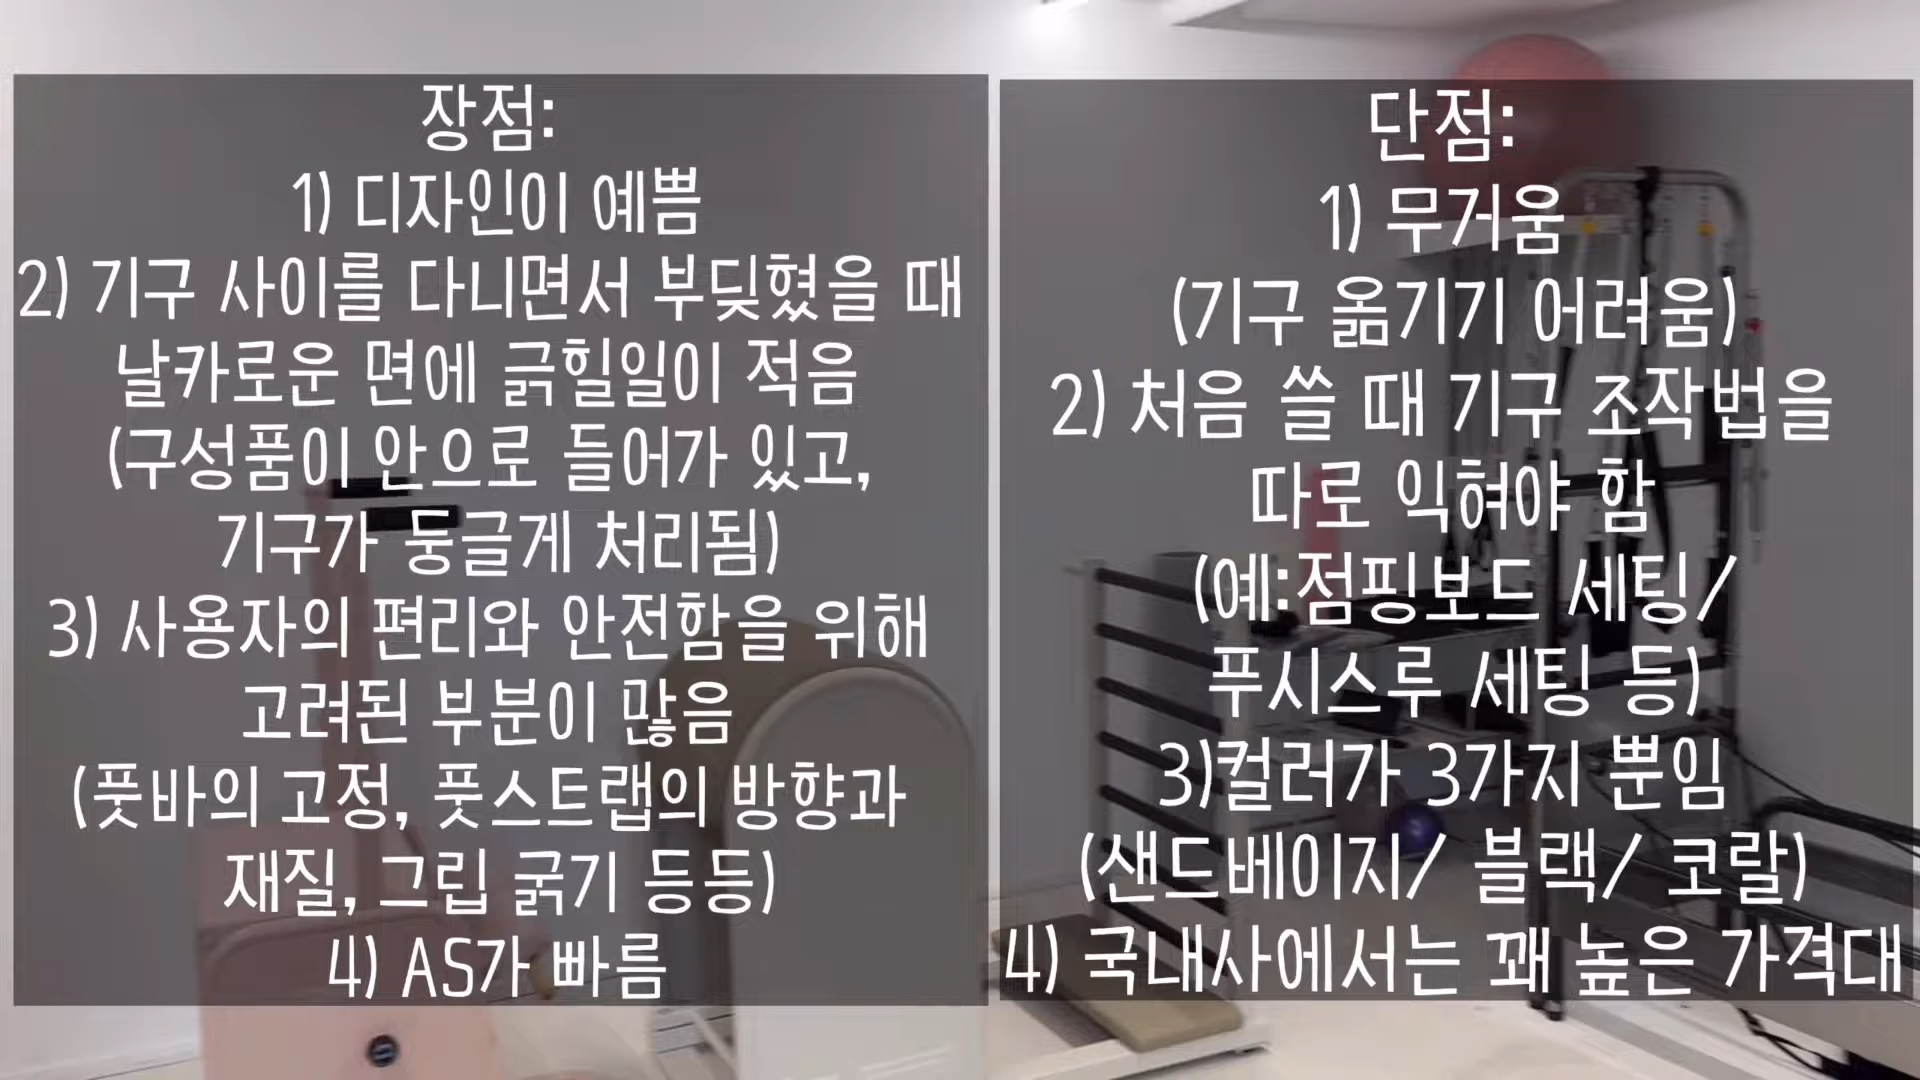 장점:
1) 디자인이 예쁨
2) 기구 사이를 다니면서 부딪혔을 때
날카로운 면에 긁힐일이 적음
(구성품이 안으로 들어가 있고,
기구가 둥글게 처리됨)
3) 사용자의 편리와 안전함을 위해
고려된 부분이 많음
(풋바의 고정, 풋스트랩의 방향과
재질, 그립 굵기 등등)
4) AS가 빠름
단점:
1) 무거움
(기구 옮기기 어려움)
2) 처음 쓸 때 기구 조작법을
따로 익혀야 함
(예:점핑보드 세팅/
푸시스루 세팅 등)
3)컬러가 3가지 뿐임
(샌드베이지/ 블랙/ 코랄)
4) 국내사에서는 꽤 높은 가격대